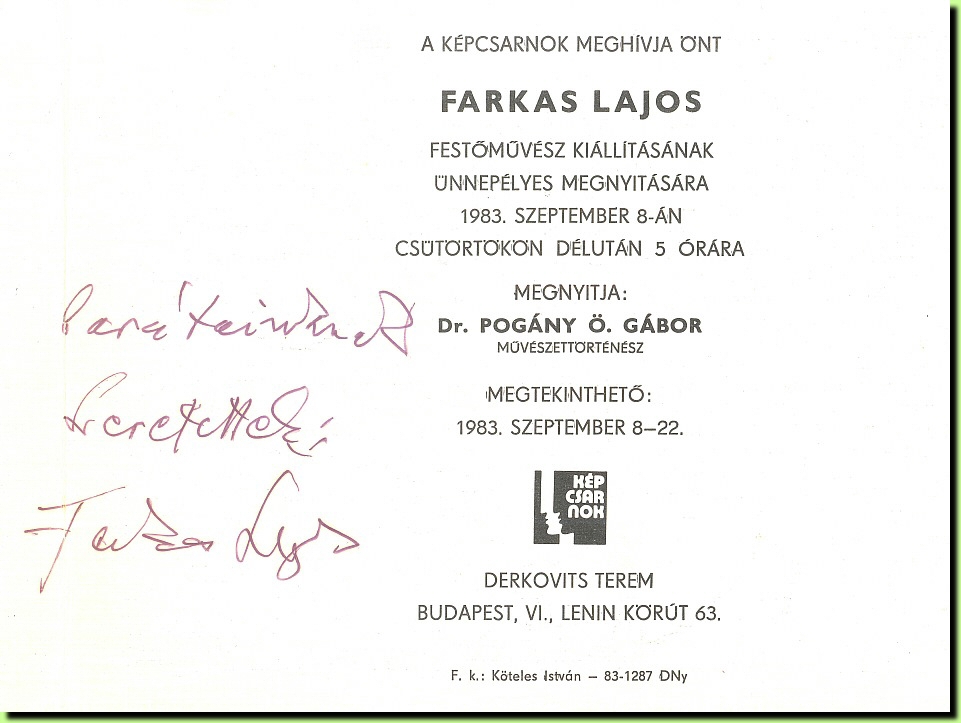 A KÉPCSARNOK MEGHÍVJA ÖNT
FARKAS LAJOS
FESTŐMŰVÉSZ KIÁLLÍTÁSÁNAK
ÜNNEPÉLYES MEGNYITÁSÁRA
1983. SZEPTEMBER 8-ÁN
CSÜTÖRTÖKÖN DÉLUTÁN 5 ÓRÁRA
MEGNYITJA:
Dr. POGÁNY Ö. GÁBOR
MŰVÉSZETTÖRTÉNÉSZ
MEGTEKINTHETŐ:
1983. SZEPTEMBER 8–22.
KÉP
CSAR
NOK
DERKOVITS TEREM
BUDAPEST, VI., LENIN KÖRÚT 63.
F. k.: Köteles István – 83-1287 DNy
Szeretettel:
Farkas Lajos